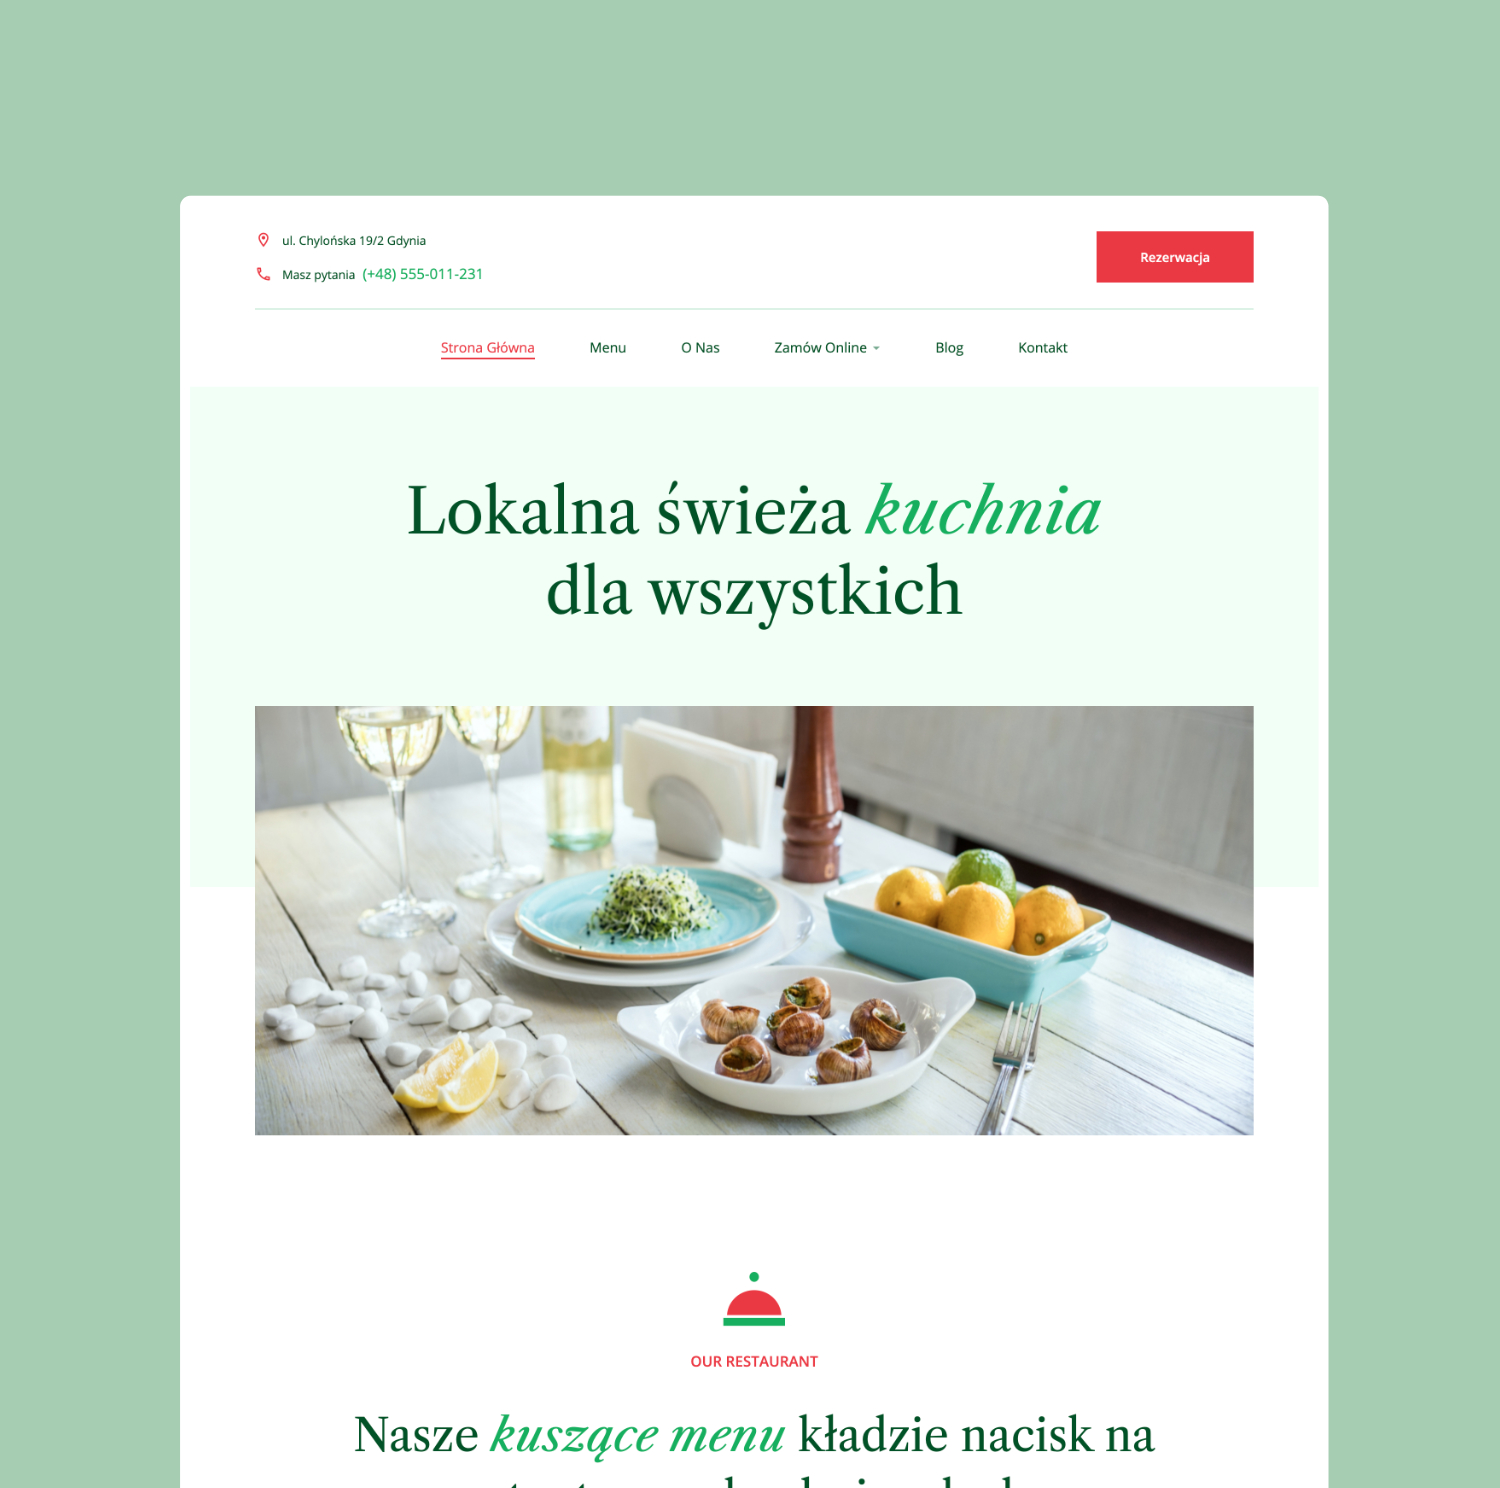 ul. Chylońska 19/2 Gdynia
Masz pytania (+48) 555-011-231
Rezerwacja
Strona Główna Menu O Nas Zamów Online Blog Kontakt
Lokalna świeża kuchnia
dla wszystkich
OUR RESTAURANT
Nasze kuszące menu kładzie nacisk na